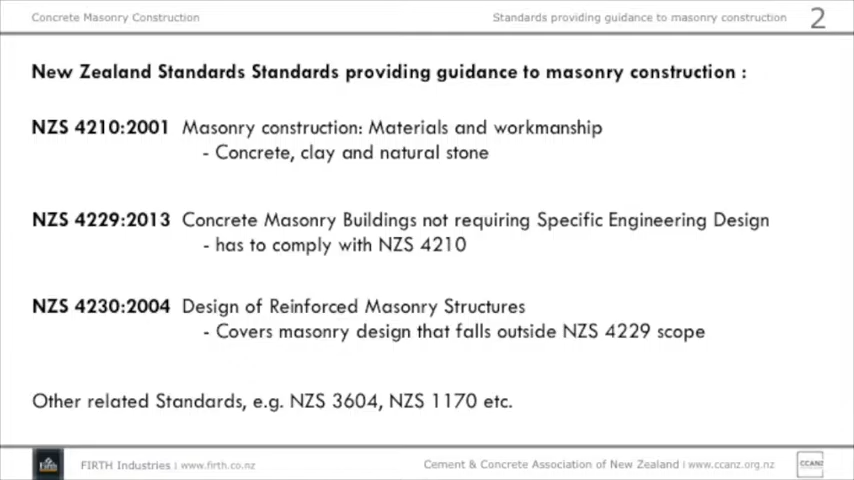 Concrete Masonry Construction
Standards providing guidance to masonry construction 2
New Zealand Standards Standards providing guidance to masonry construction :
NZS 4210:2001 Masonry construction: Materials and workmanship
- Concrete, clay and natural stone
NZS 4229:2013 Concrete Masonry Buildings not requiring Specific Engineering Design
- has to comply with NZS 4210
NZS 4230:2004 Design of Reinforced Masonry Structures
- Covers masonry design that falls outside NZS 4229 scope
Other related Standards, e.g. NZS 3604, NZS 1170 etc.
Firth
FIRTH Industries | www.firth.co.nz
Cement & Concrete Association of New Zealand | www.ccanz.org.nz
CCANZ